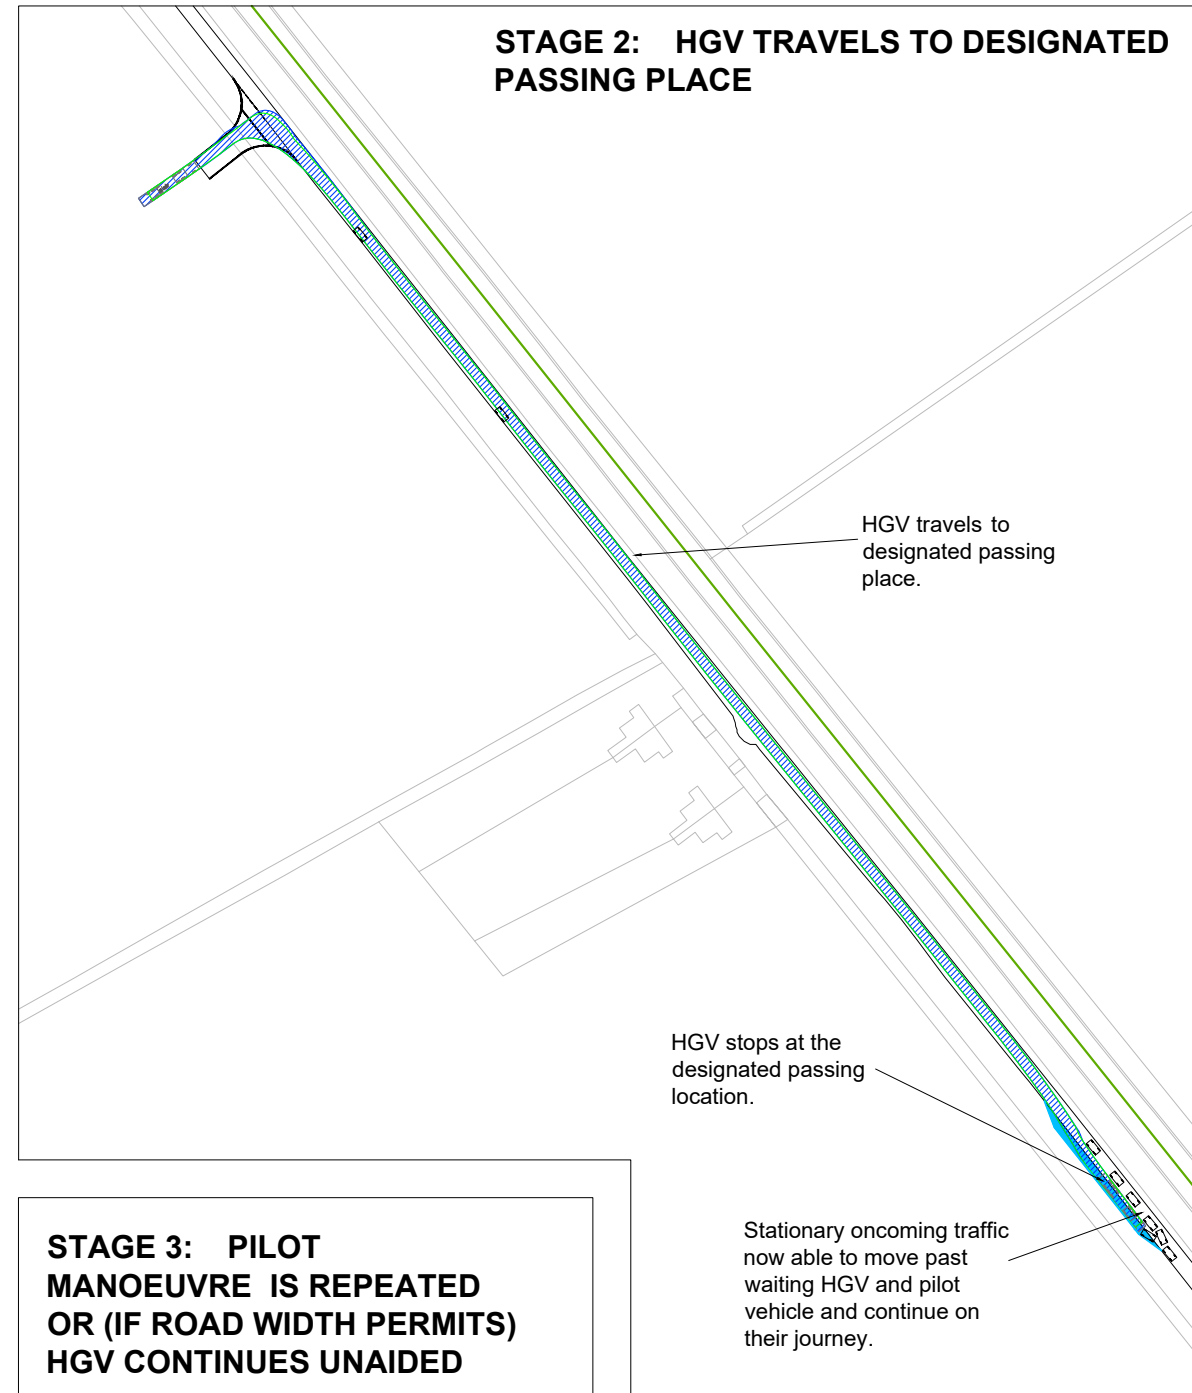 STAGE 2: HGV TRAVELS TO DESIGNATED
PASSING PLACE
HGV travels to
designated passing
place.
HGV stops at the
designated passing
location.
Stationary oncoming traffic
now able to move past
waiting HGV and pilot
vehicle and continue on
their journey.
STAGE 3: PILOT
MANOEUVRE IS REPEATED
OR (IF ROAD WIDTH PERMITS)
HGV CONTINUES UNAIDED